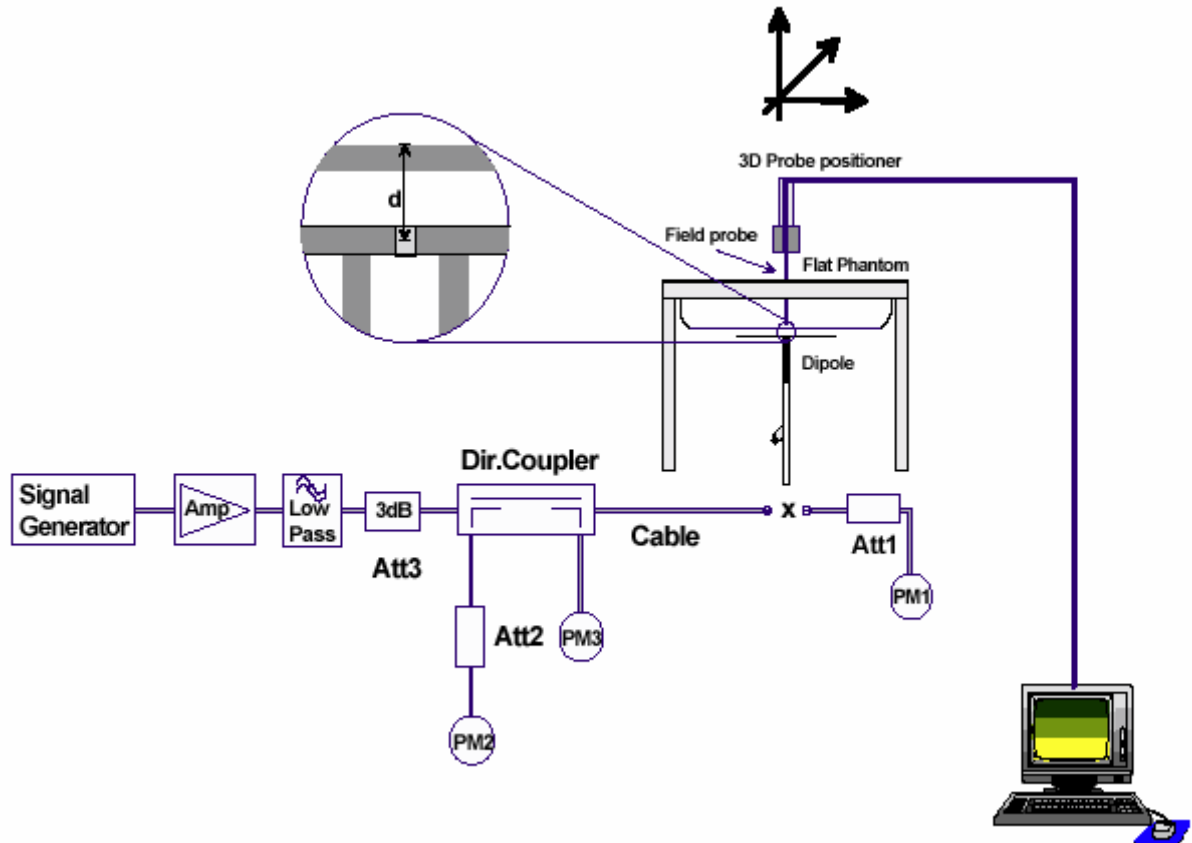 3D Probe positioner
d
Field probe
Flat Phantom
Dipole
Dir.Coupler
Signal
Generator
Amp
Low
Pass
3dB
Cable
x
Att1
Att3
PM1
Att2
PM3
PM2